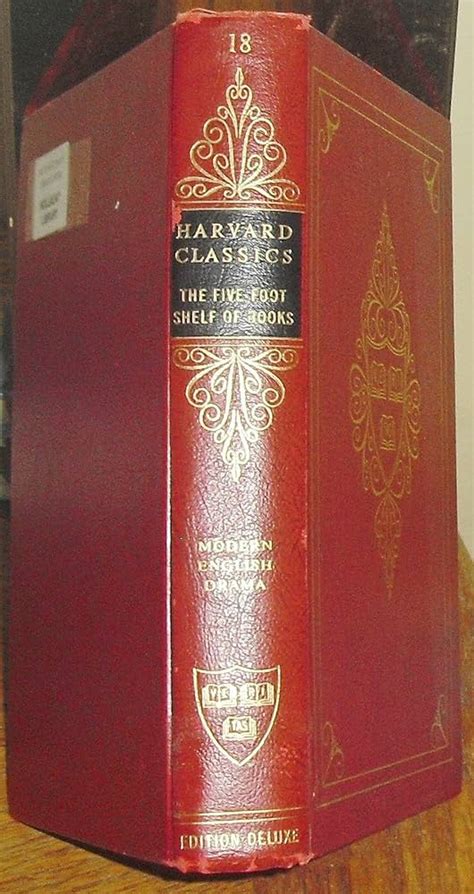 18
HARVARD
CLASSICS
THE FIVE FOOT
SHELF OF BOOKS
MODERN
ENGLISH
DRAMA
VE RI
TAS
EDITION DELUXE